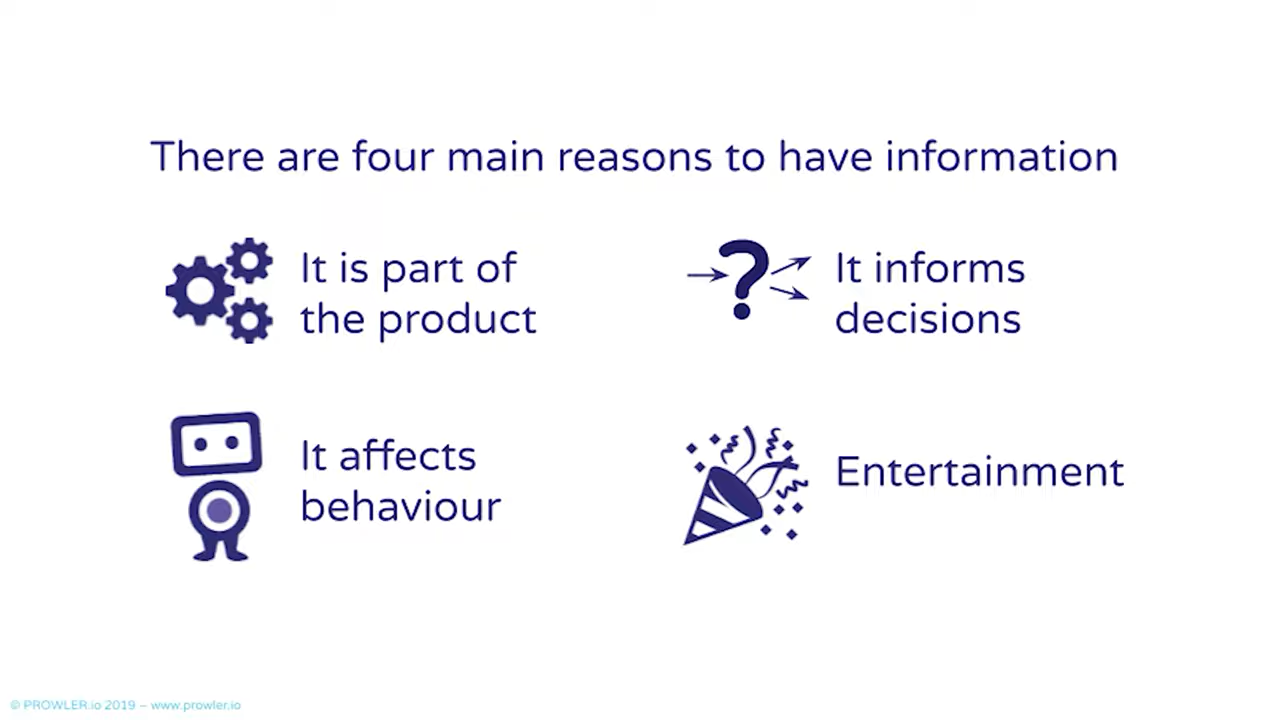 There are four main reasons to have information
It is part of
the product
It informs
decisions
It affects
behaviour
Entertainment
© PROWLER.io 2019 – www.prowler.io